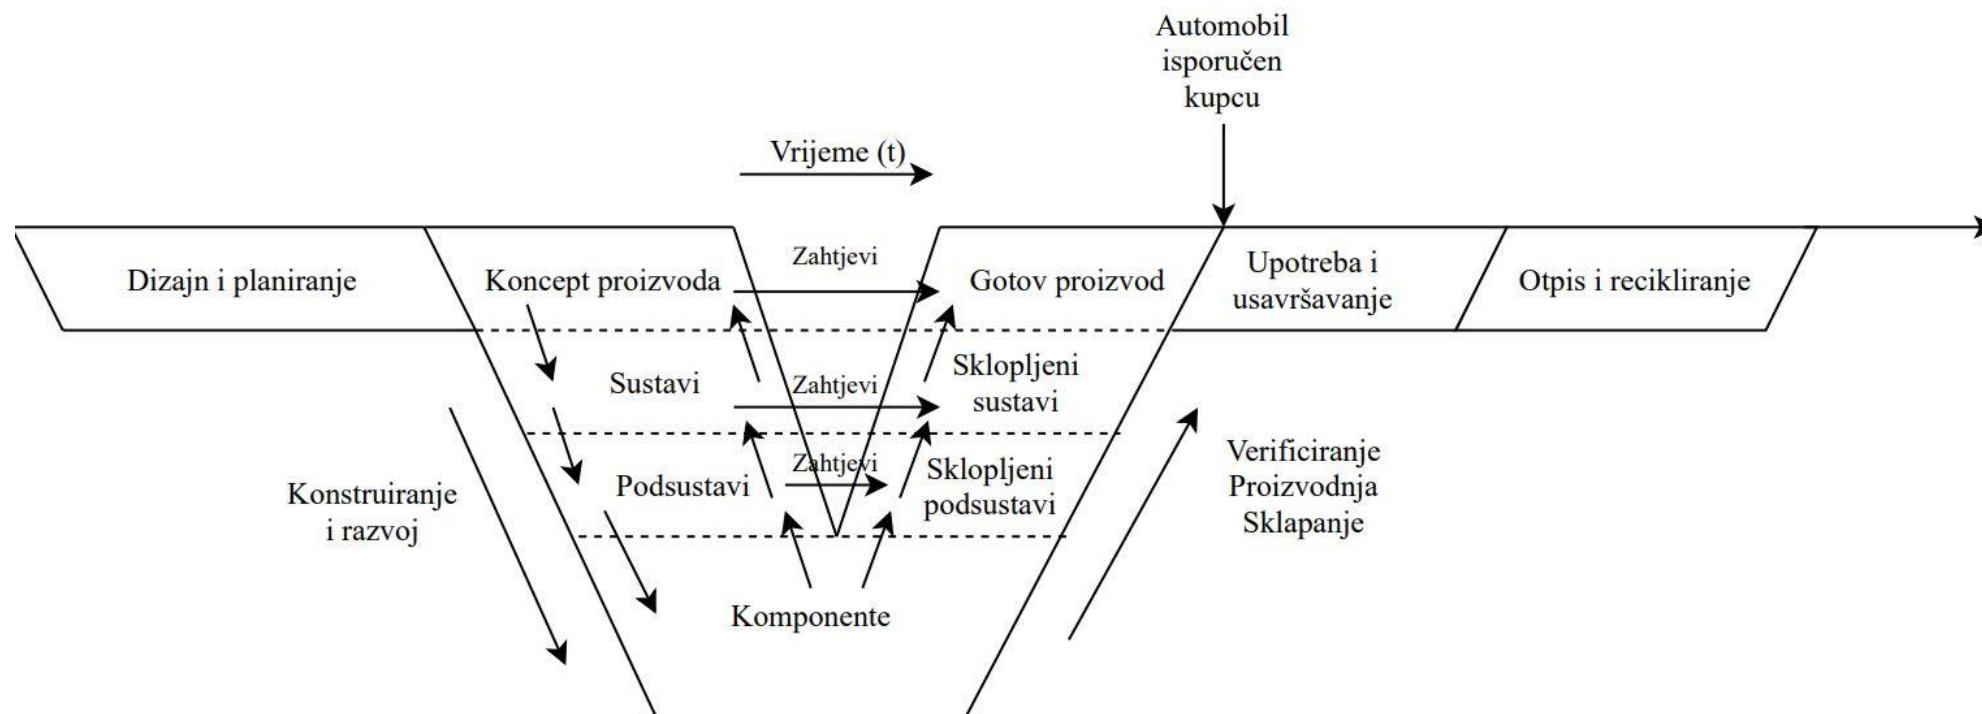 Automobil
isporučen
kupcu
Vrijeme (t)
Dizajn i planiranje
Koncept proizvoda
Zahtjevi
Gotov proizvod
Upotreba i
usavršavanje
Otpis i recikliranje
Sustavi
Zahtjevi
Sklopljeni
sustavi
Konstruiranje
i razvoj
Podsustavi
Zahtjevi
Sklopljeni
podsustavi
Verificiranje
Proizvodnja
Sklapanje
Komponente